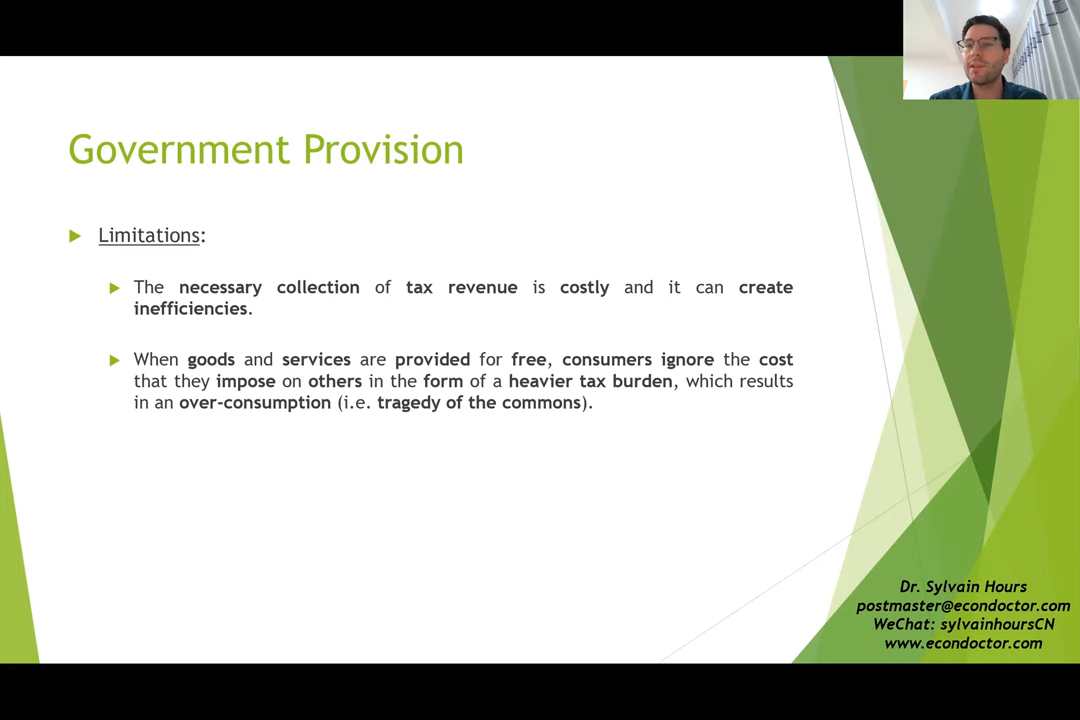 Government Provision
Limitations:
The necessary collection of tax revenue is costly and it can create
inefficiencies.
When goods and services are provided for free, consumers ignore the cost
that they impose on others in the form of a heavier tax burden, which results
in an over-consumption (i.e. tragedy of the commons).
Dr. Sylvain Hours
postmaster@econdoctor.com
WeChat: sylvainhoursCN
www.econdoctor.com